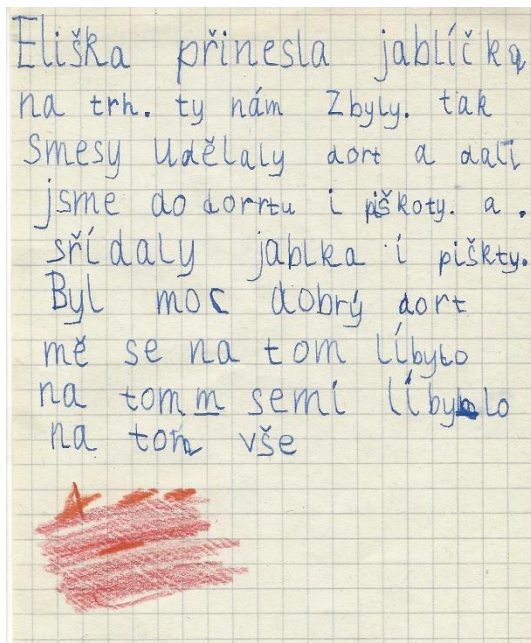 Eliška přinesla jablíčka
na trh. ty nám Zbyly. tak
smesy Udělaly dort a dali
jsme do dorrtu i piškoty. a .
sřídaly jablka i piškty.
Byl moc dobrý dort
mě se na tom líbylo
na tomm semi líbylo
na tom vše